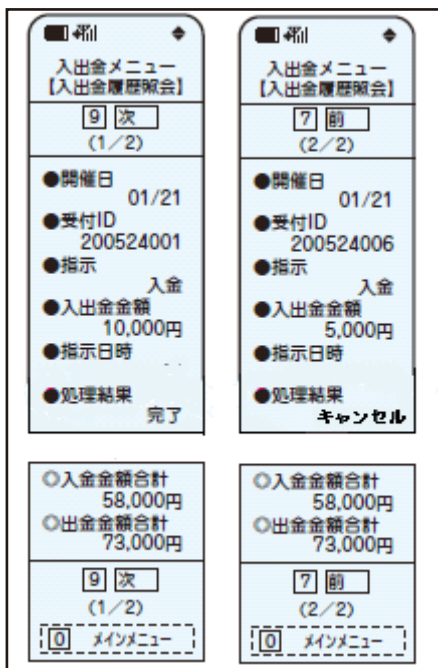 入出金メニュー
【入出金履歴照会】
9 次
(1/2)
●開催日
01/21
●受付ID
200524001
●指示
入金
●入出金金額
10,000円
●指示日時
●処理結果
完了
◎入金金額合計
58,000円
◎出金金額合計
73,000円
9 次
(1/2)
0 メインメニュー
入出金メニュー
【入出金履歴照会】
7 前
(2/2)
●開催日
01/21
●受付ID
200524006
●指示
入金
●入出金金額
5,000円
●指示日時
●処理結果
キャンセル
◎入金金額合計
58,000円
◎出金金額合計
73,000円
7 前
(2/2)
0 メインメニュー